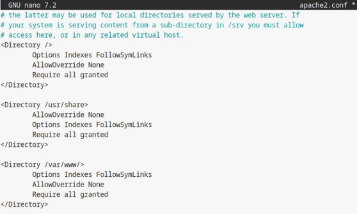 GNU nano 7.2 apache2.conf *
# the latter may be used for local directories served by the web server. If
# your system is serving content from a sub-directory in /srv you must allow
# access here, or in any related virtual host.
<Directory />
Options Indexes FollowSymLinks
AllowOverride None
Require all granted
</Directory>
<Directory /usr/share>
AllowOverride None
Options Indexes FollowSymLinks
Require all granted
</Directory>
<Directory /var/www/>
Options Indexes FollowSymLinks
AllowOverride None
Require all granted
</Directory>